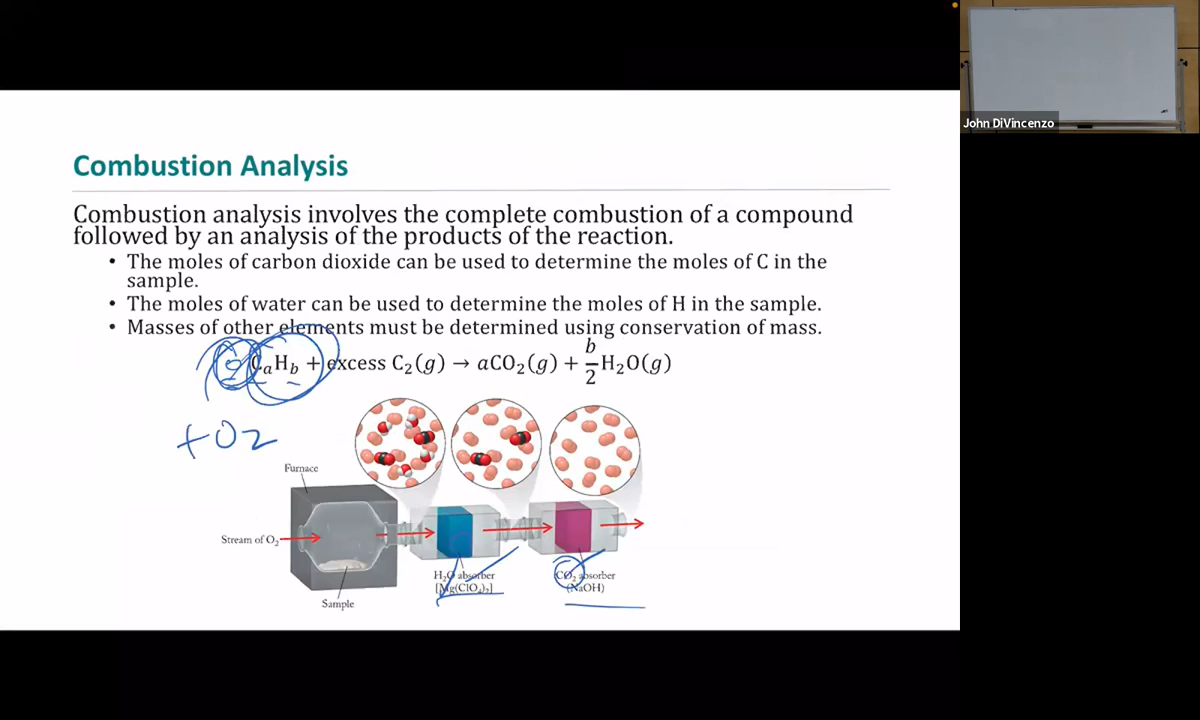 John DiVincenzo
Combustion Analysis
Combustion analysis involves the complete combustion of a compound
followed by an analysis of the products of the reaction.
• The moles of carbon dioxide can be used to determine the moles of C in the
sample.
• The moles of water can be used to determine the moles of H in the sample.
• Masses of other elements must be determined using conservation of mass.
CₐH_b + excess C₂(g) → aCO₂(g) + b/2 H₂O(g)
+O2
Furnace
Stream of O₂
H₂O absorber
[Mg(ClO₄)₂]
CO₂ absorber
(NaOH)
Sample